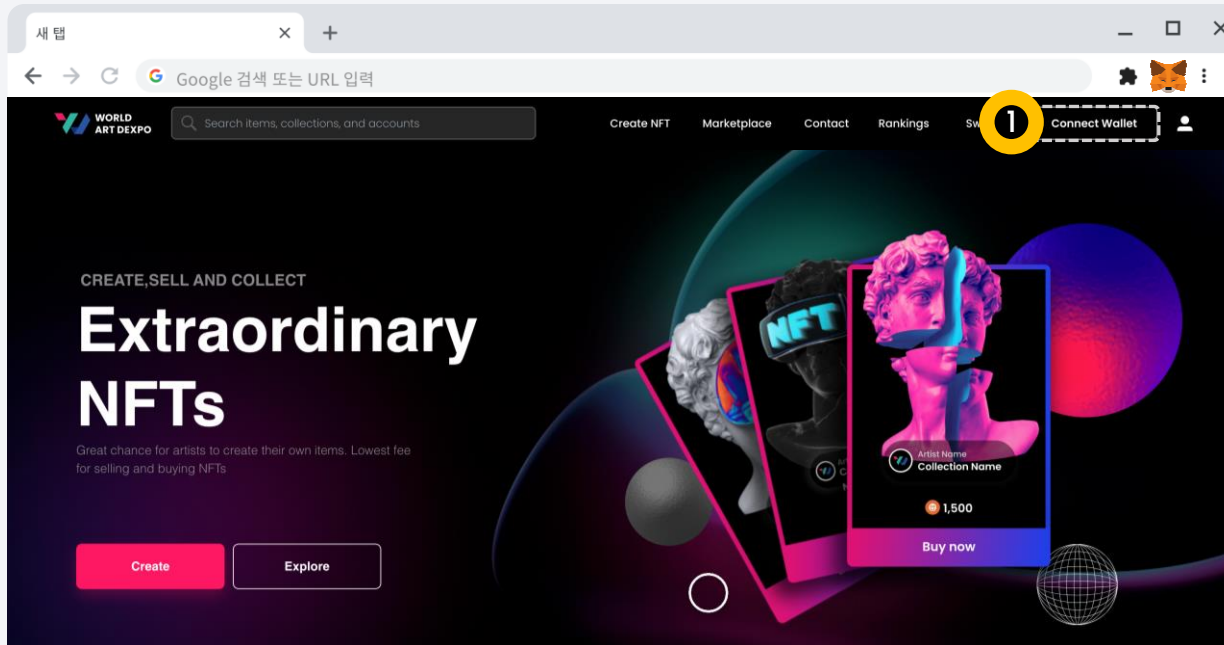 새 탭
Google 검색 또는 URL 입력
WORLD
ART DEXPO
Search items, collections, and accounts
Create NFT Marketplace Contact Rankings Sw 1 Connect Wallet
CREATE,SELL AND COLLECT
Extraordinary
NFTs
Great chance for artists to create their own items. Lowest fee
for selling and buying NFTs
Create
Explore
NFT
Artist Name
Collection Name
1,500
Buy now